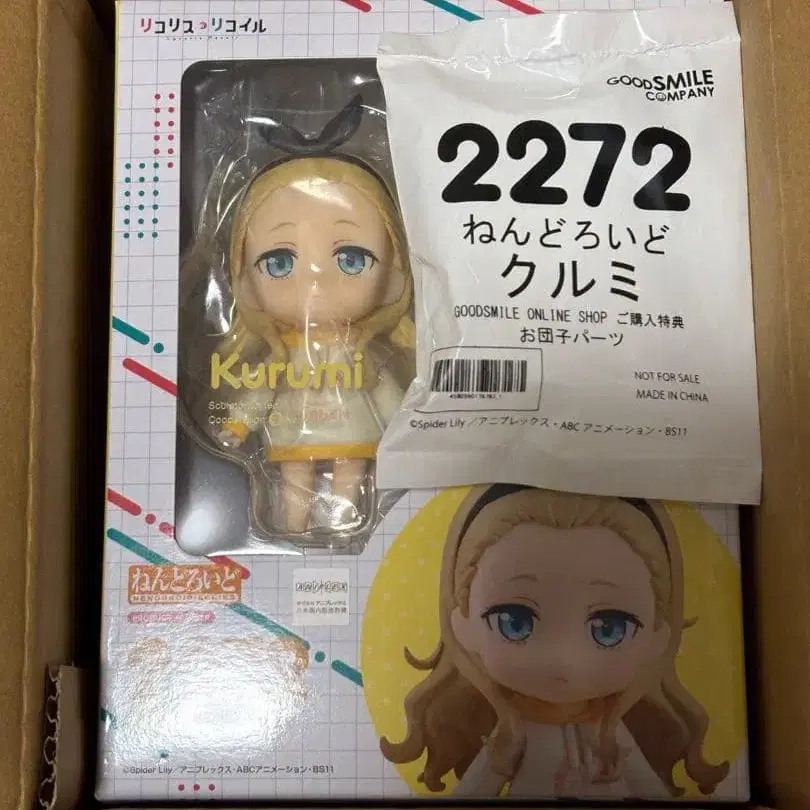 リコリス リコイル
Lycoris Recoil
GOODSMILE
COMPANY
2272
ねんどろいど
クルミ
GOODSMILE ONLINE SHOP ご購入特典
お団子パーツ
NOT FOR SALE
MADE IN CHINA
©Spider Lily／アニプレックス・ABC アニメーション・BS11
Kurumi
ねんどろいど
NENDOROID SERIES
©Spider Lily／アニプレックス・ABCアニメーション・BS11